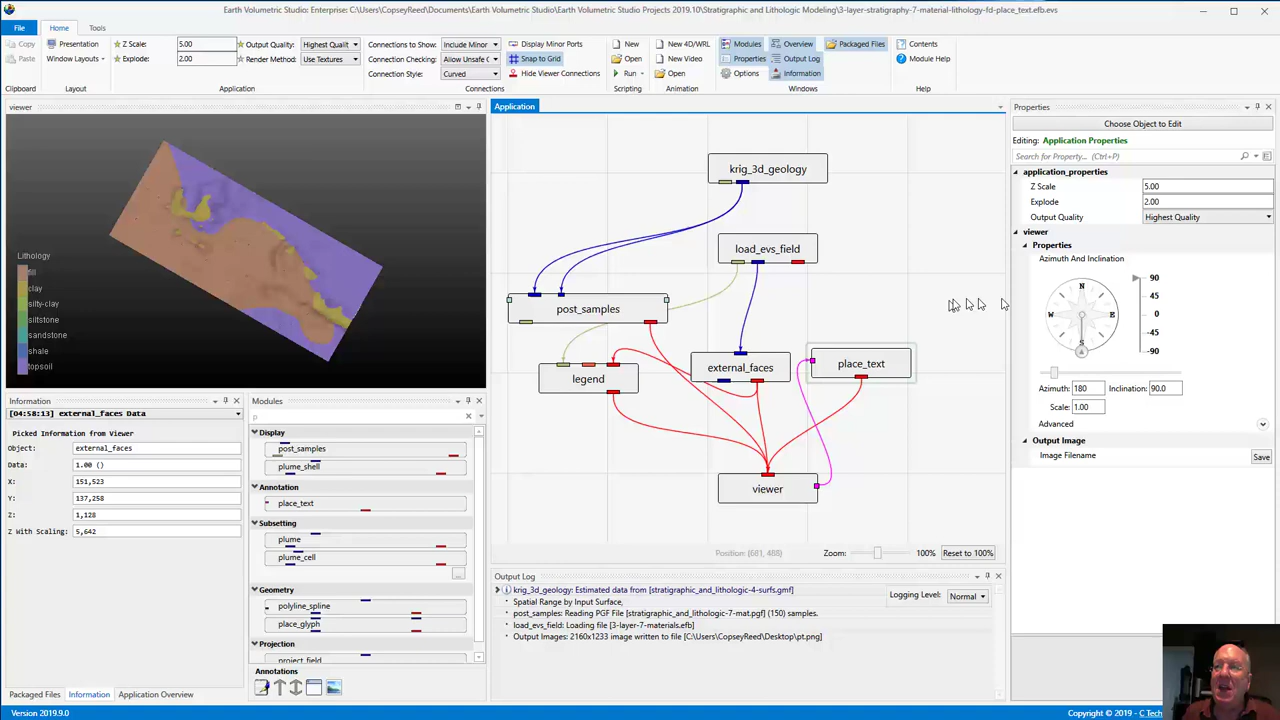 Earth Volumetric Studio: Enterprise: C:\Users\CopseyReed\Documents\Earth Volumetric Studio Projects 2019.10\Stratigraphic and Lithologic Modeling\3-layer-stratigraphy-7-material-lithology-fd-place_text.efb.evs
File Home Tools
Copy
Paste
Clipboard
Presentation
Window Layouts
Layout
Z Scale: 5.00
Explode: 2.00
Output Quality: Highest Qualit
Render Method: Use Textures
Application
Connections to Show: Include Minor
Connection Checking: Allow Unsafe C
Connection Style: Curved
Display Minor Ports
Snap to Grid
Hide Viewer Connections
Connections
New
Open
Run
Scripting
New 4D/WRL
New Video
Open
Animation
Modules
Properties
Options
Overview
Output Log
Information
Packaged Files
Windows
Contents
Module Help
Help
viewer
Lithology
fill
clay
silty-clay
siltstone
sandstone
shale
topsoil
Application
krig_3d_geology
load_evs_field
post_samples
legend
external_faces
place_text
viewer
Position: (681, 488)
Zoom: 100% Reset to 100%
Properties
Choose Object to Edit
Editing: Application Properties
Search for Property... (Ctrl+P)
application_properties
Z Scale 5.00
Explode 2.00
Output Quality Highest Quality
viewer
Properties
Azimuth And Inclination
N
W E
S
90
45
0
-45
-90
Azimuth: 180 Inclination: 90.0
Scale: 1.00
Advanced
Output Image
Image Filename Save
Information
[04:58:13] external_faces Data
Picked Information from Viewer
Object: external_faces
Data: 1.00 ()
X: 151,523
Y: 137,258
Z: 1,128
Z With Scaling: 5,642
Packaged Files Information Application Overview
Modules
p
Display
post_samples
plume_shell
Annotation
place_text
Subsetting
plume
plume_cell
...
Geometry
polyline_spline
place_glyph
Projection
project_field
Annotations
Output Log
krig_3d_geology: Estimated data from [stratigraphic_and_lithologic-4-surfs.gmf]
Spatial Range by Input Surface,
post_samples: Reading PGF File [stratigraphic_and_lithologic-7-mat.pgf] (150) samples.
load_evs_field: Loading file [3-layer-7-materials.efb]
Output Images: 2160x1233 image written to file [C:\Users\CopseyReed\Desktop\pt.png]
Logging Level: Normal
Version 2019.9.0
Copyright © 2019 - C Tech